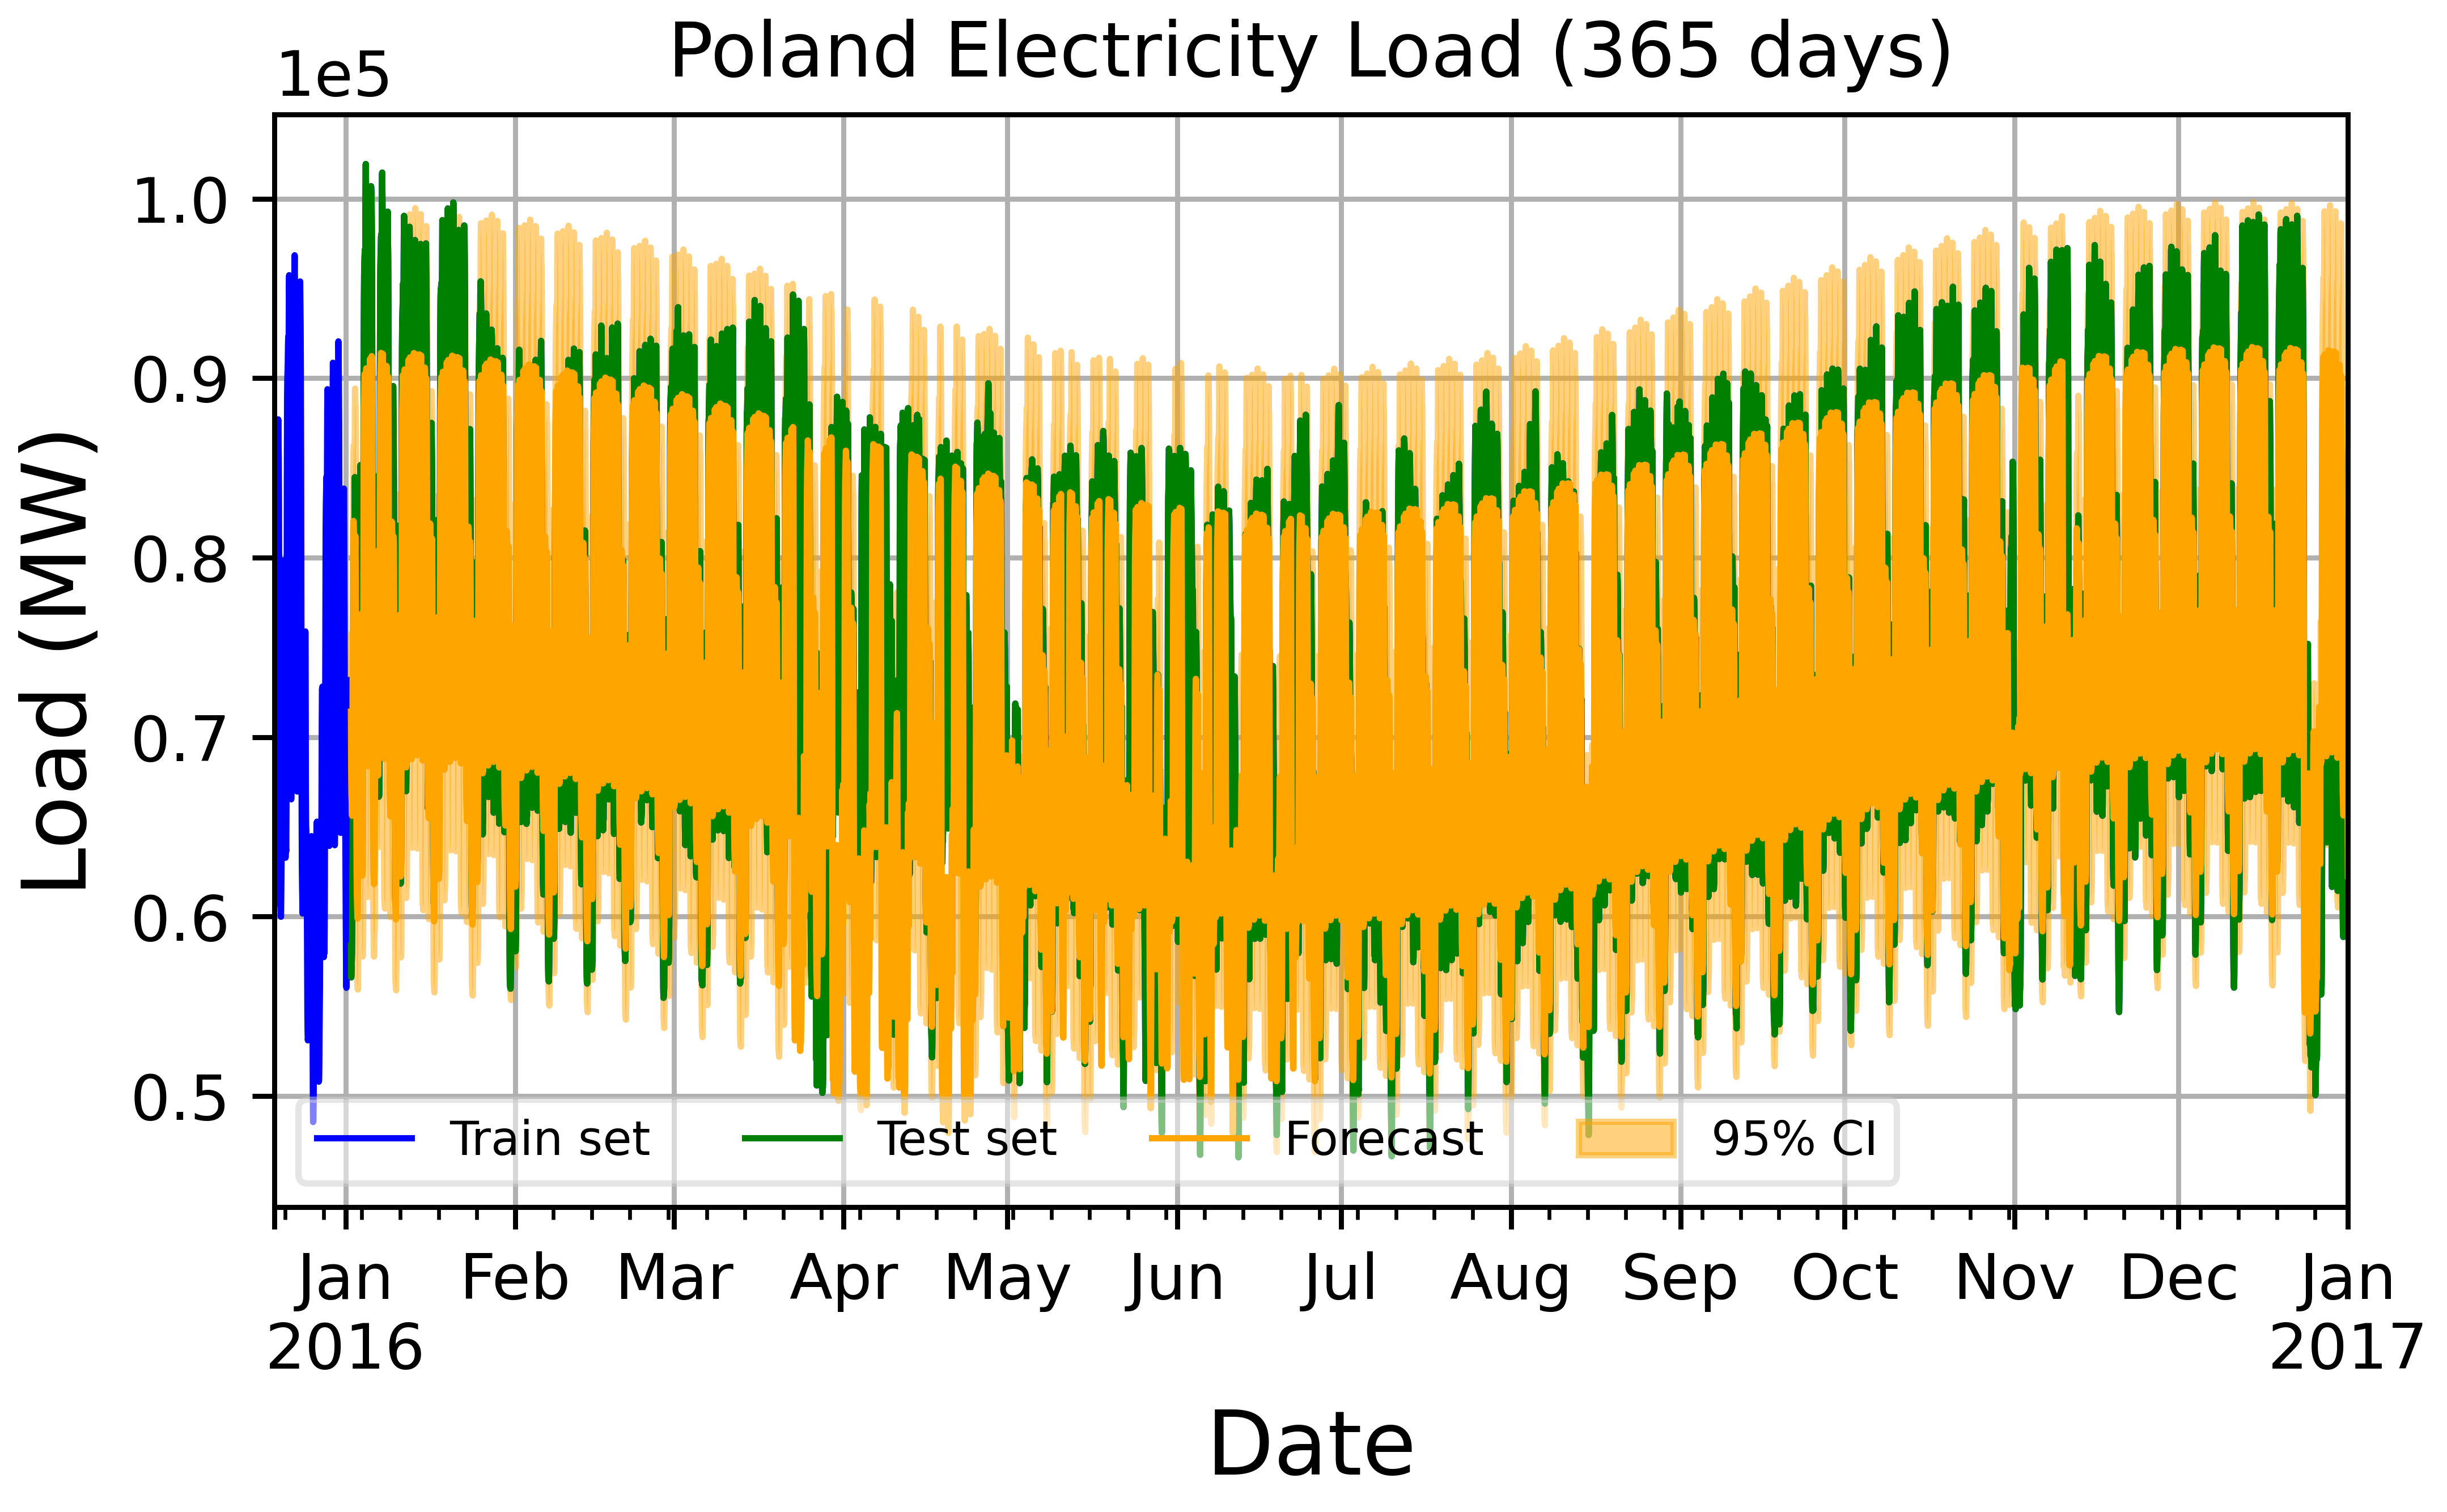 Poland Electricity Load (365 days)
1e5
1.0
0.9
0.8
0.7
0.6
0.5
Load (MW)
Train set Test set Forecast 95% CI
Jan Feb Mar Apr May Jun Jul Aug Sep Oct Nov Dec Jan
2016 2017
Date